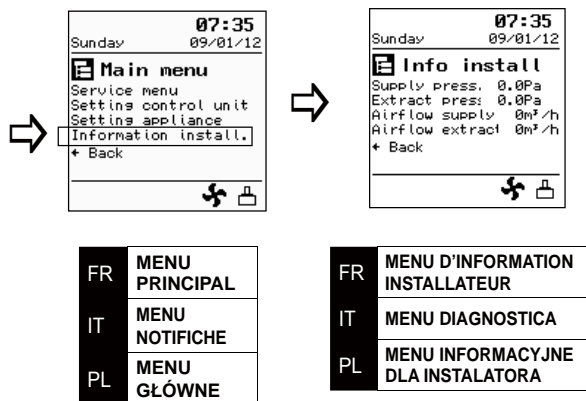 07:35
Sunday 09/01/12
Main menu
Service menu
Setting control unit
Setting appliance
Information install.
← Back
07:35
Sunday 09/01/12
Info install
Supply press. 0.0Pa
Extract press 0.0Pa
Airflow supply 0m³/h
Airflow extract 0m³/h
← Back
FR MENU
PRINCIPAL
IT MENU
NOTIFICHE
PL MENU
GŁÓWNE
FR MENU D'INFORMATION
INSTALLATEUR
IT MENU DIAGNOSTICA
PL MENU INFORMACYJNE
DLA INSTALATORA